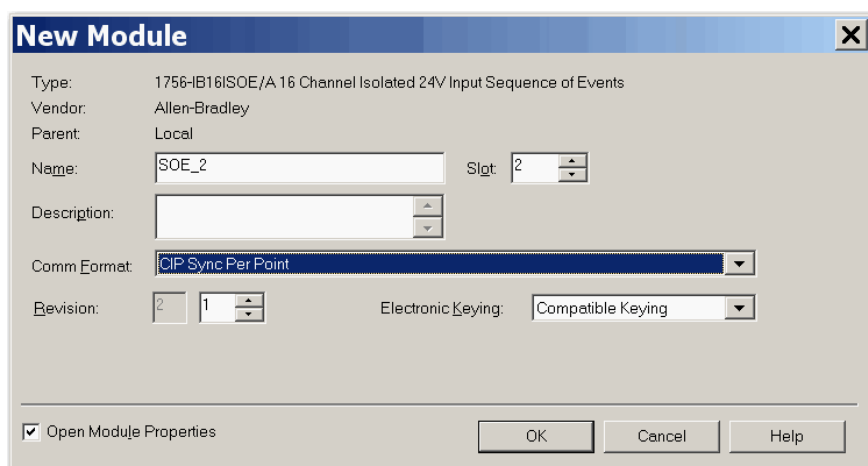 New Module
Type: 1756-IB16ISOE/A 16 Channel Isolated 24V Input Sequence of Events
Vendor: Allen-Bradley
Parent: Local
Name: SOE_2 Slot: 2
Description:
Comm Format: CIP Sync Per Point
Revision: 2 1 Electronic Keying: Compatible Keying
Open Module Properties OK Cancel Help